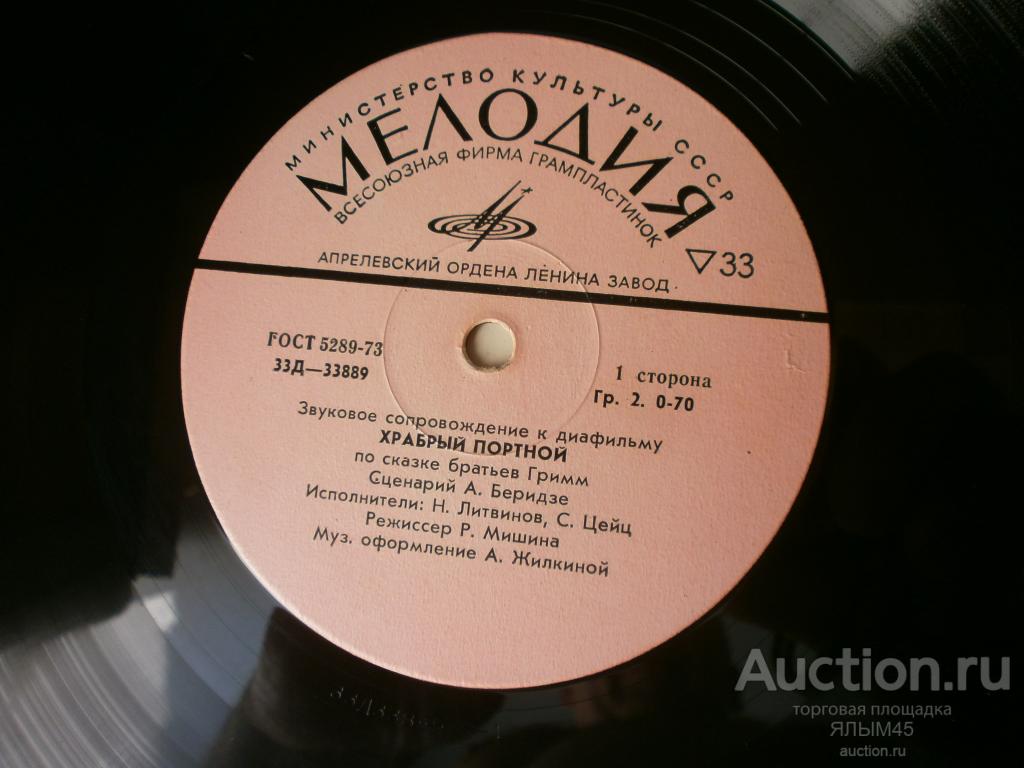 МИНИСТЕРСТВО КУЛЬТУРЫ СССР
МЕЛОДИЯ
ВСЕСОЮЗНАЯ ФИРМА ГРАМПЛАСТИНОК
33
АПРЕЛЕВСКИЙ ОРДЕНА ЛЕНИНА ЗАВОД
ГОСТ 5289-73
33Д—33889
1 сторона
Гр. 2. 0-70
Звуковое сопровождение к диафильму
ХРАБРЫЙ ПОРТНОЙ
по сказке братьев Гримм
Сценарий А. Беридзе
Исполнители: Н. Литвинов, С. Цейц
Режиссер Р. Мишина
Муз. оформление А. Жилкиной
Auction.ru
торговая площадка
ЯЛЫМ45
auction.ru